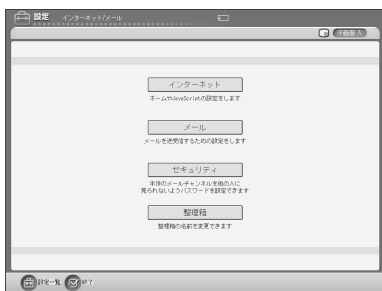 設定 インターネット/メール
子画面入
インターネット
ホームやJavaScriptの設定をします
メール
メールを送受信するための設定をします
セキュリティ
本体のメールチャンネルを他の人に
見られないようパスワードを設定できます
整理箱
整理箱の名前を変更できます
設定一覧 終了